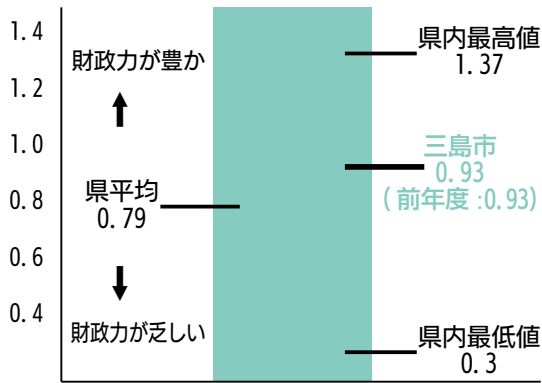 1.4
1.2
1.0
0.8
0.6
0.4
財政力が豊か
県平均
0.79
財政力が乏しい
県内最高値
1.37
三島市
0.93
(前年度:0.93)
県内最低値
0.3